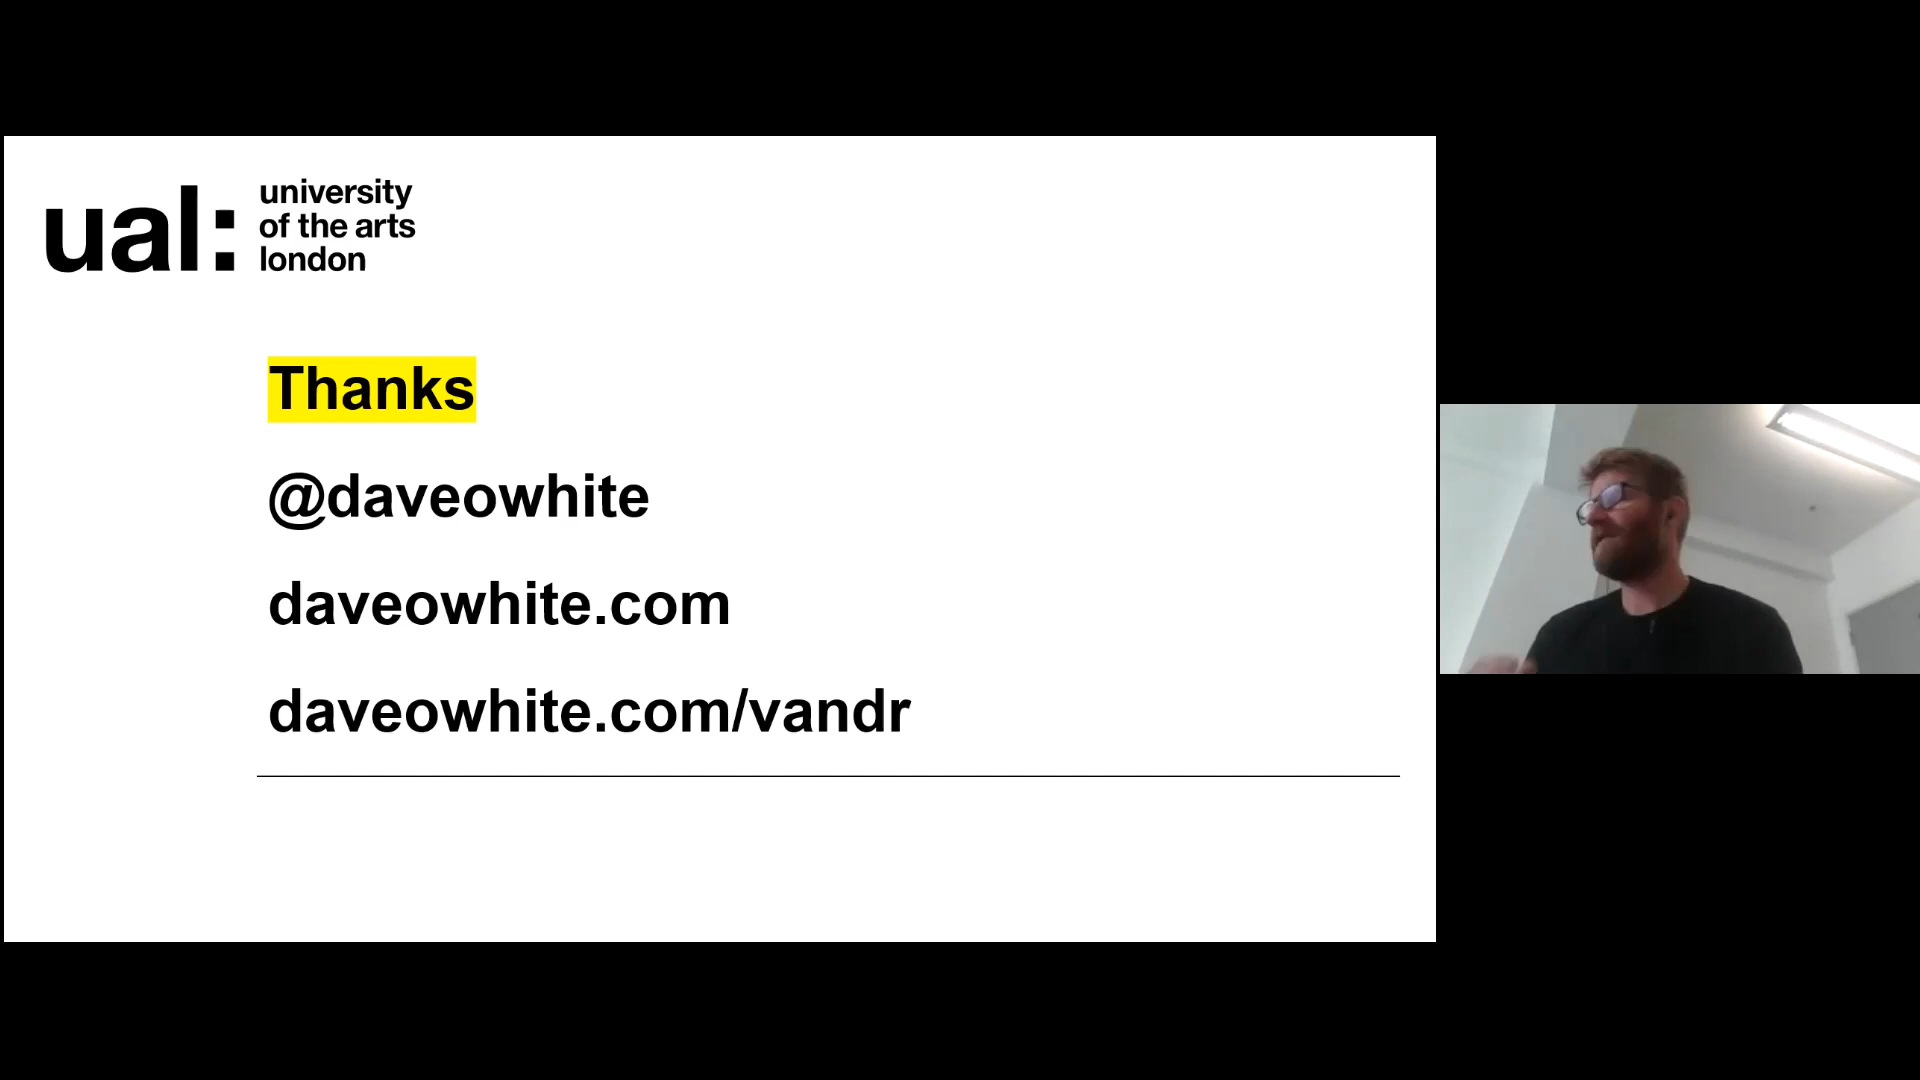 ual:
university
of the arts
london
Thanks
@daveowhite
daveowhite.com
daveowhite.com/vandr